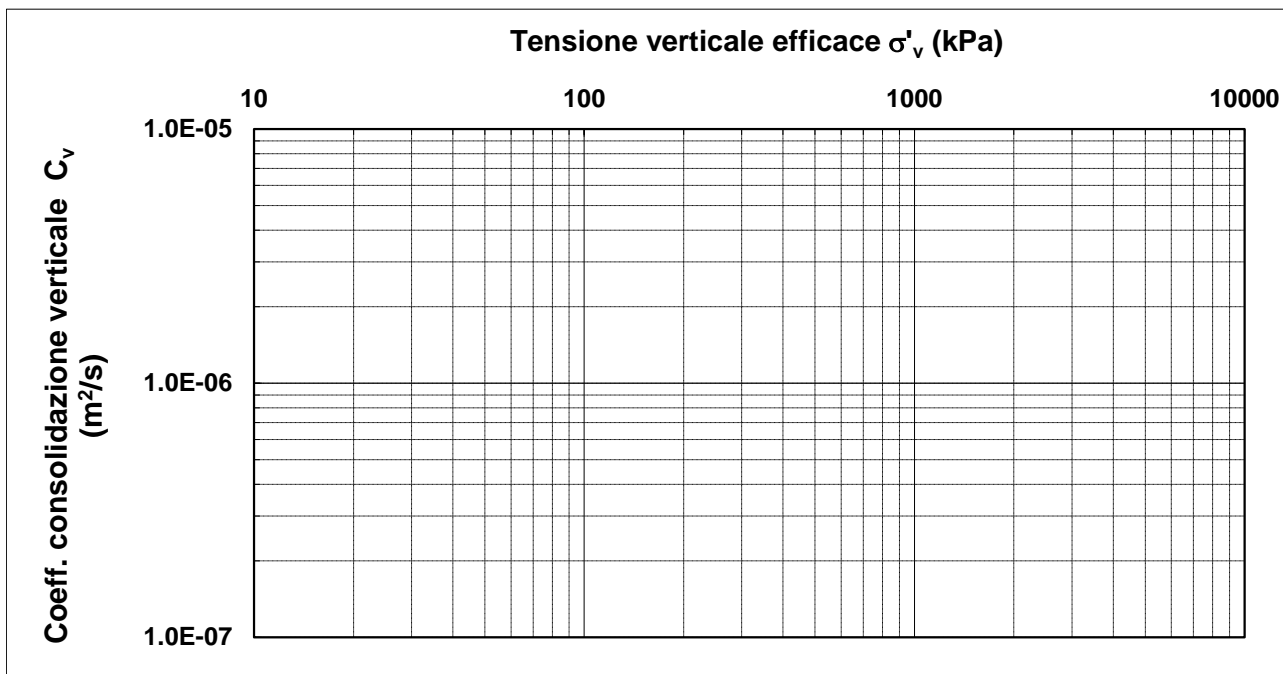 Tensione verticale efficace σ'v (kPa)
10 100 1000 10000
1.0E-05
1.0E-06
1.0E-07
Coeff. consolidazione verticale Cv
(m²/s)